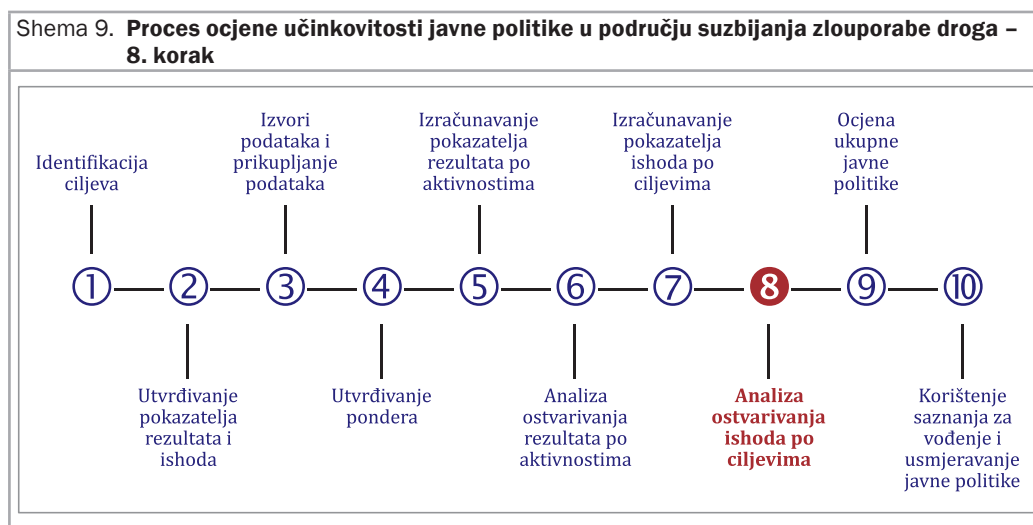 Shema 9. Proces ocjene učinkovitosti javne politike u području suzbijanja zlouporabe droga –
8. korak
Identifikacija
ciljeva
Izvori
podataka i
prikupljanje
podataka
Izračunavanje
pokazatelja
rezultata po
aktivnostima
Izračunavanje
pokazatelja
ishoda po
ciljevima
Ocjena
ukupne
javne
politike
1 2 3 4 5 6 7 8 9 10
Utvrđivanje
pokazatelja
rezultata i
ishoda
Utvrđivanje
pondera
Analiza
ostvarivanja
rezultata po
aktivnostima
Analiza
ostvarivanja
ishoda po
ciljevima
Korištenje
saznanja za
vođenje i
usmjeravanje
javne politike